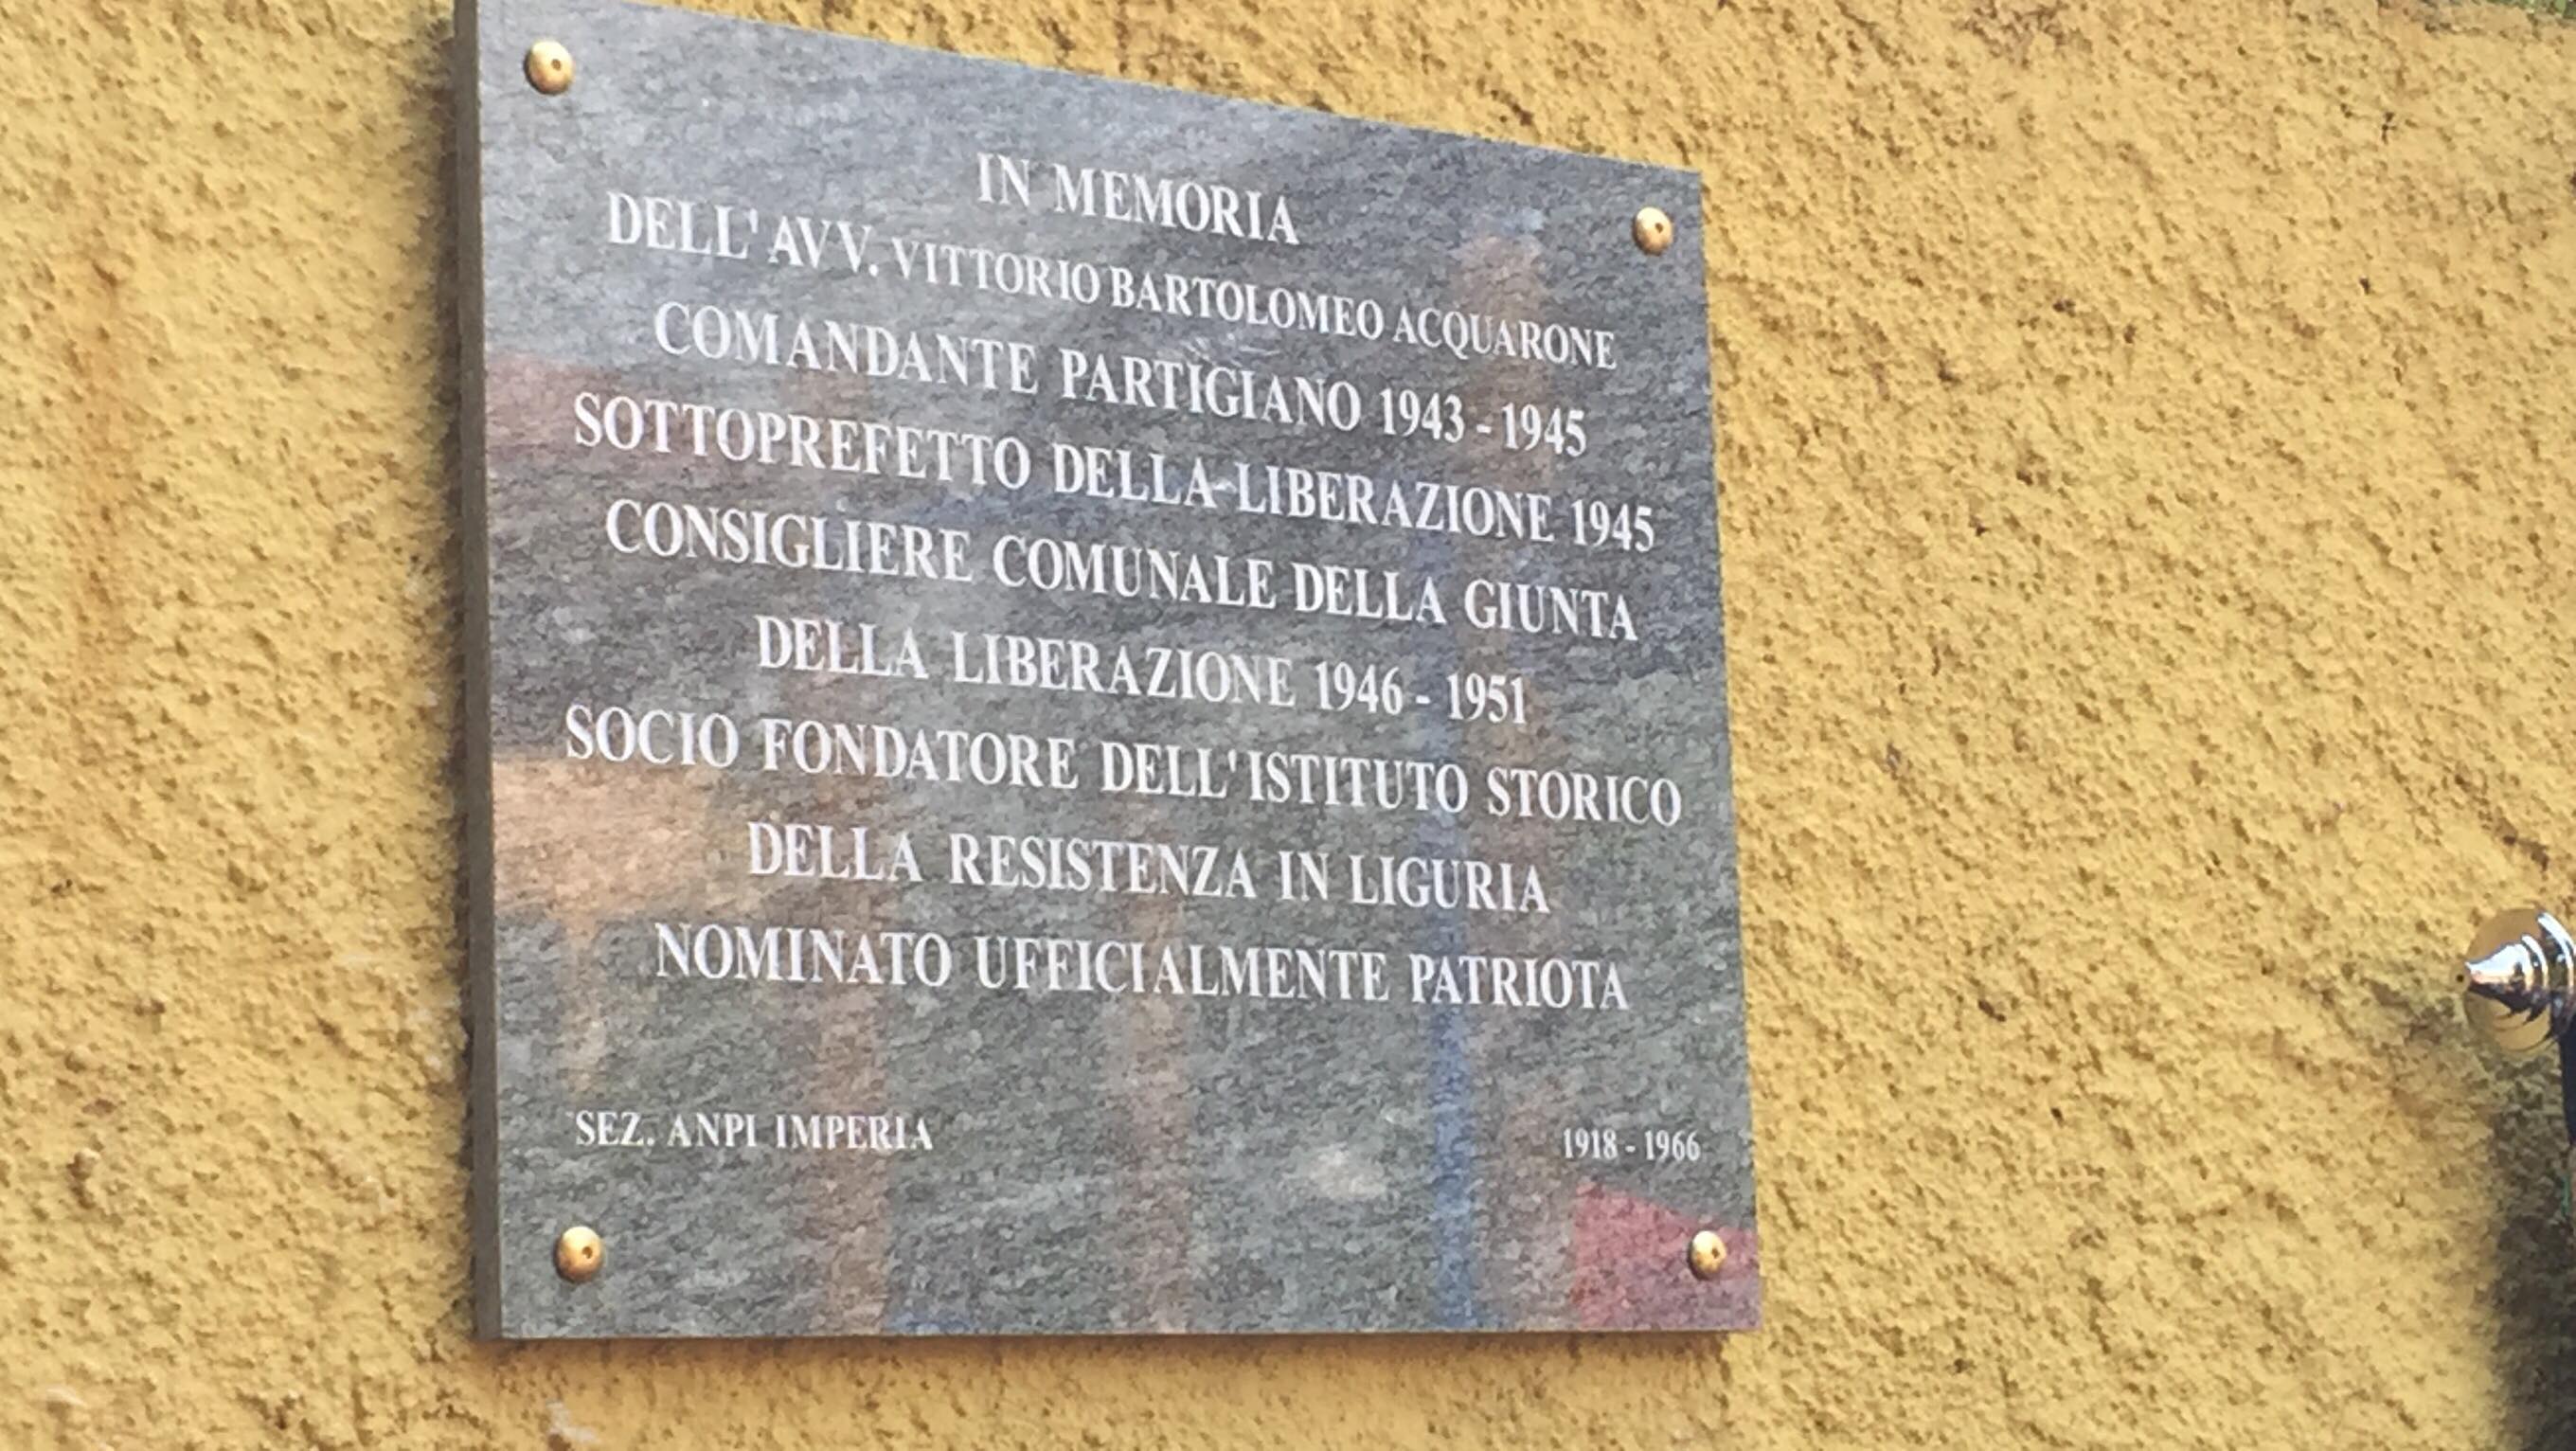 IN MEMORIA
DELL'AVV. VITTORIO BARTOLOMEO ACQUARONE
COMANDANTE PARTIGIANO 1943 - 1945
SOTTOPREFETTO DELLA LIBERAZIONE 1945
CONSIGLIERE COMUNALE DELLA GIUNTA
DELLA LIBERAZIONE 1946 - 1951
SOCIO FONDATORE DELL'ISTITUTO STORICO
DELLA RESISTENZA IN LIGURIA
NOMINATO UFFICIALMENTE PATRIOTA
SEZ. ANPI IMPERIA
1918 - 1966